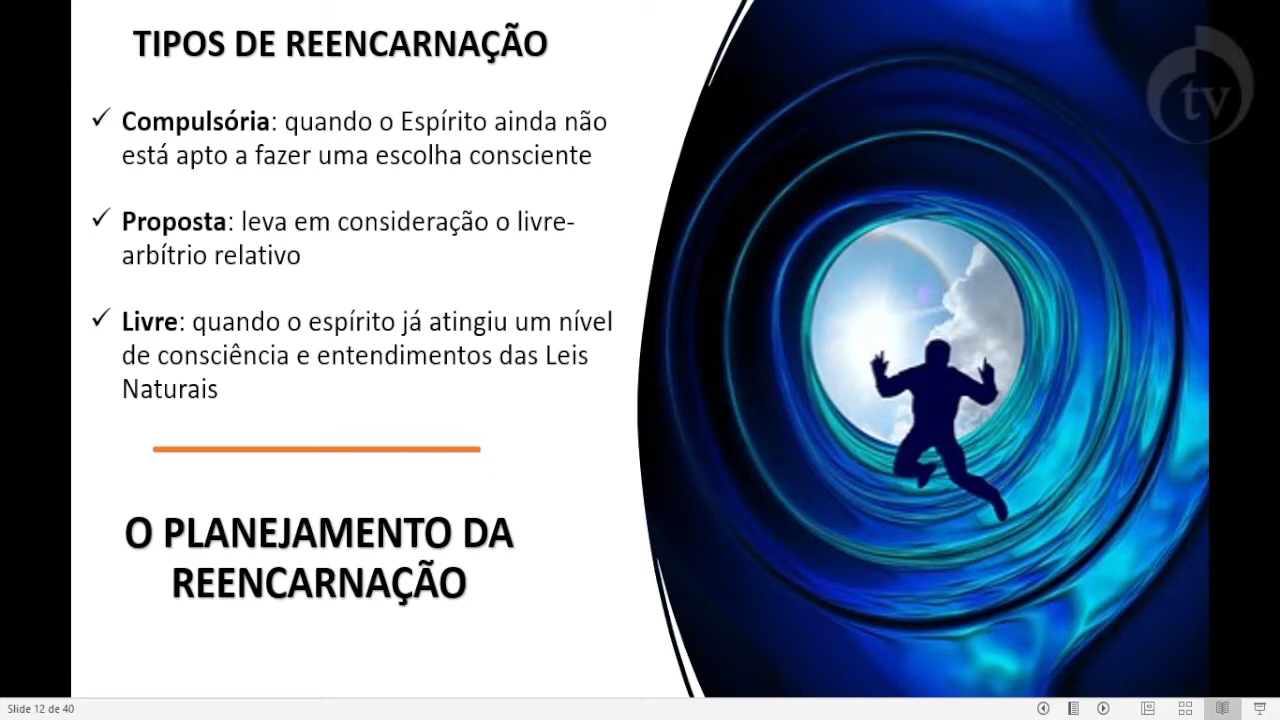 TIPOS DE REENCARNAÇÃO
✓ Compulsória: quando o Espírito ainda não
está apto a fazer uma escolha consciente
✓ Proposta: leva em consideração o livre-
arbítrio relativo
✓ Livre: quando o espírito já atingiu um nível
de consciência e entendimentos das Leis
Naturais
O PLANEJAMENTO DA
REENCARNAÇÃO
tv
Slide 12 de 40